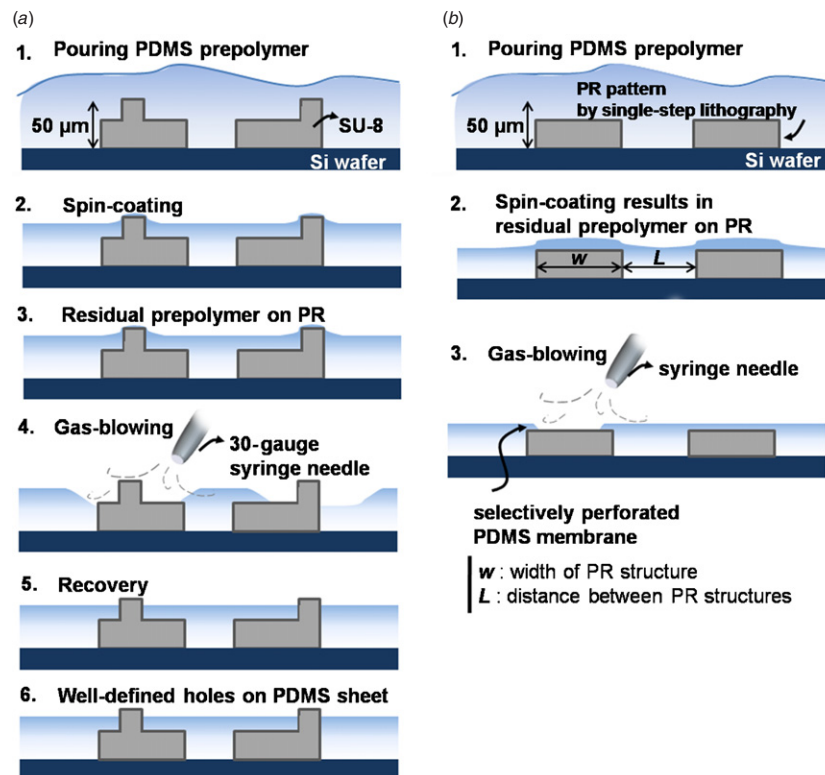 (a)
1. Pouring PDMS prepolymer
50 µm
SU-8
Si wafer
2. Spin-coating
3. Residual prepolymer on PR
4. Gas-blowing
30-gauge
syringe needle
5. Recovery
6. Well-defined holes on PDMS sheet
(b)
1. Pouring PDMS prepolymer
PR pattern
by single-step lithography
50 µm
Si wafer
2. Spin-coating results in
residual prepolymer on PR
w
L
3. Gas-blowing
syringe needle
selectively perforated
PDMS membrane
w : width of PR structure
L : distance between PR structures